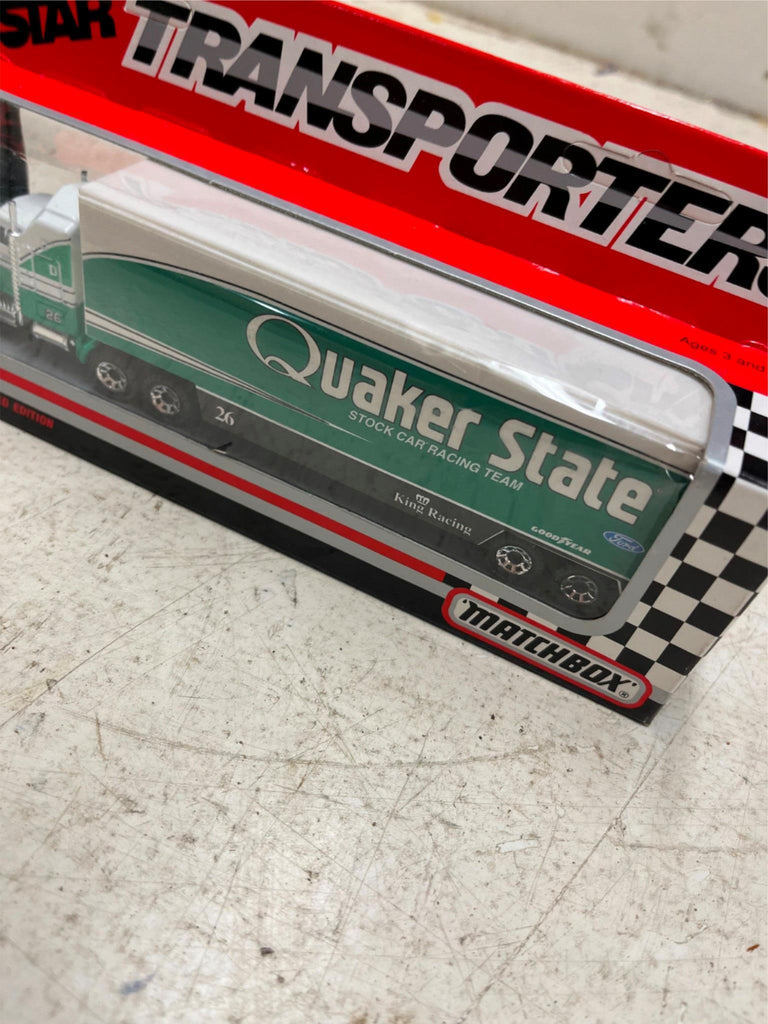 STAR
TRANSPORTERS
Ages 3 and
26
Quaker State
STOCK CAR RACING TEAM
26
King Racing
GOODYEAR
Ford
D EDITION
MATCHBOX®